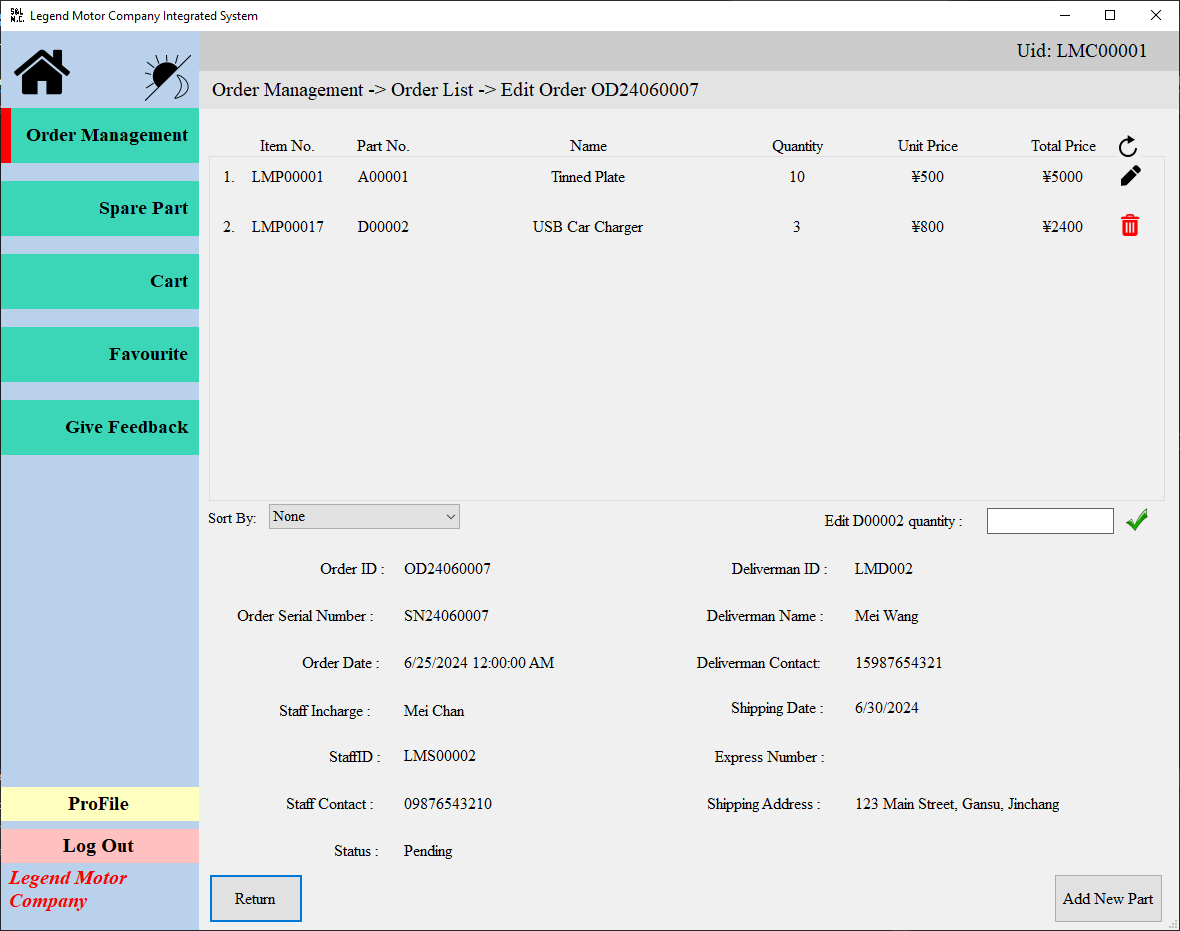 S&L
M.C.
Legend Motor Company Integrated System
Uid: LMC00001
Order Management -> Order List -> Edit Order OD24060007
Order Management
Spare Part
Cart
Favourite
Give Feedback
ProFile
Log Out
Legend Motor
Company
Item No. Part No. Name Quantity Unit Price Total Price
1. LMP00001 A00001 Tinned Plate 10 ¥500 ¥5000
2. LMP00017 D00002 USB Car Charger 3 ¥800 ¥2400
Sort By: None
Edit D00002 quantity :
Order ID : OD24060007
Order Serial Number : SN24060007
Order Date : 6/25/2024 12:00:00 AM
Staff Incharge : Mei Chan
StaffID : LMS00002
Staff Contact : 09876543210
Status : Pending
Deliverman ID : LMD002
Deliverman Name : Mei Wang
Deliverman Contact: 15987654321
Shipping Date : 6/30/2024
Express Number :
Shipping Address : 123 Main Street, Gansu, Jinchang
Return
Add New Part